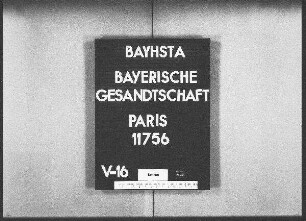 BAYHSTA
BAYERISCHE
GESANDTSCHAFT
PARIS
11756
V-16